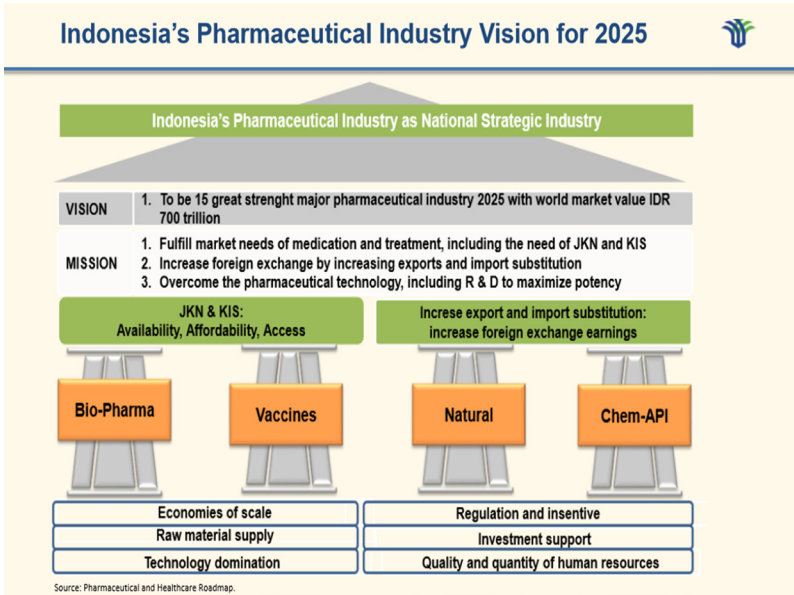 Indonesia's Pharmaceutical Industry Vision for 2025
Indonesia's Pharmaceutical Industry as National Strategic Industry
VISION
1. To be 15 great strenght major pharmaceutical industry 2025 with world market value IDR
700 trillion
MISSION
1. Fulfill market needs of medication and treatment, including the need of JKN and KIS
2. Increase foreign exchange by increasing exports and import substitution
3. Overcome the pharmaceutical technology, including R & D to maximize potency
JKN & KIS:
Availability, Affordability, Access
Increse export and import substitution:
increase foreign exchange earnings
Bio-Pharma
Vaccines
Natural
Chem-API
Economies of scale
Raw material supply
Technology domination
Regulation and insentive
Investment support
Quality and quantity of human resources
Source: Pharmaceutical and Healthcare Roadmap.